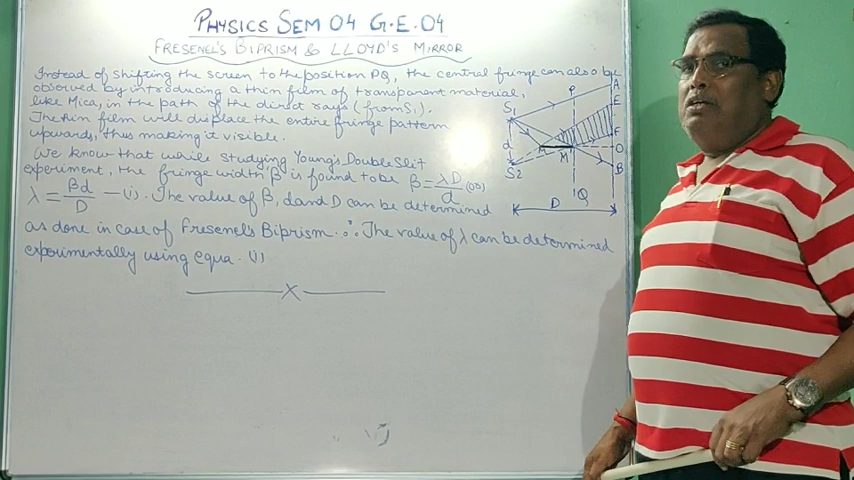 PHYSICS SEM 04 G.E.04
FRESENEL'S BIPRISM & LLOYD'S MIRROR
Instead of shifting the screen to the position PQ, the central fringe can also be
observed by introducing a thin film of transparent material,
like Mica, in the path of the direct rays (from S1).
The thin film will displace the entire fringe pattern
upwards, thus making it visible.
We know that while studying Young's Double Slit
experiment, the fringe width β is found to be β = λD/d (or)
λ = βd/D — (i). The value of β, d and D can be determined
as done in case of Fresenel's Biprism. ∴ The value of λ can be determined
experimentally using equa. (i)
X
P
A
E
S1
F
d
M
M'
O
S2
B
D
Q